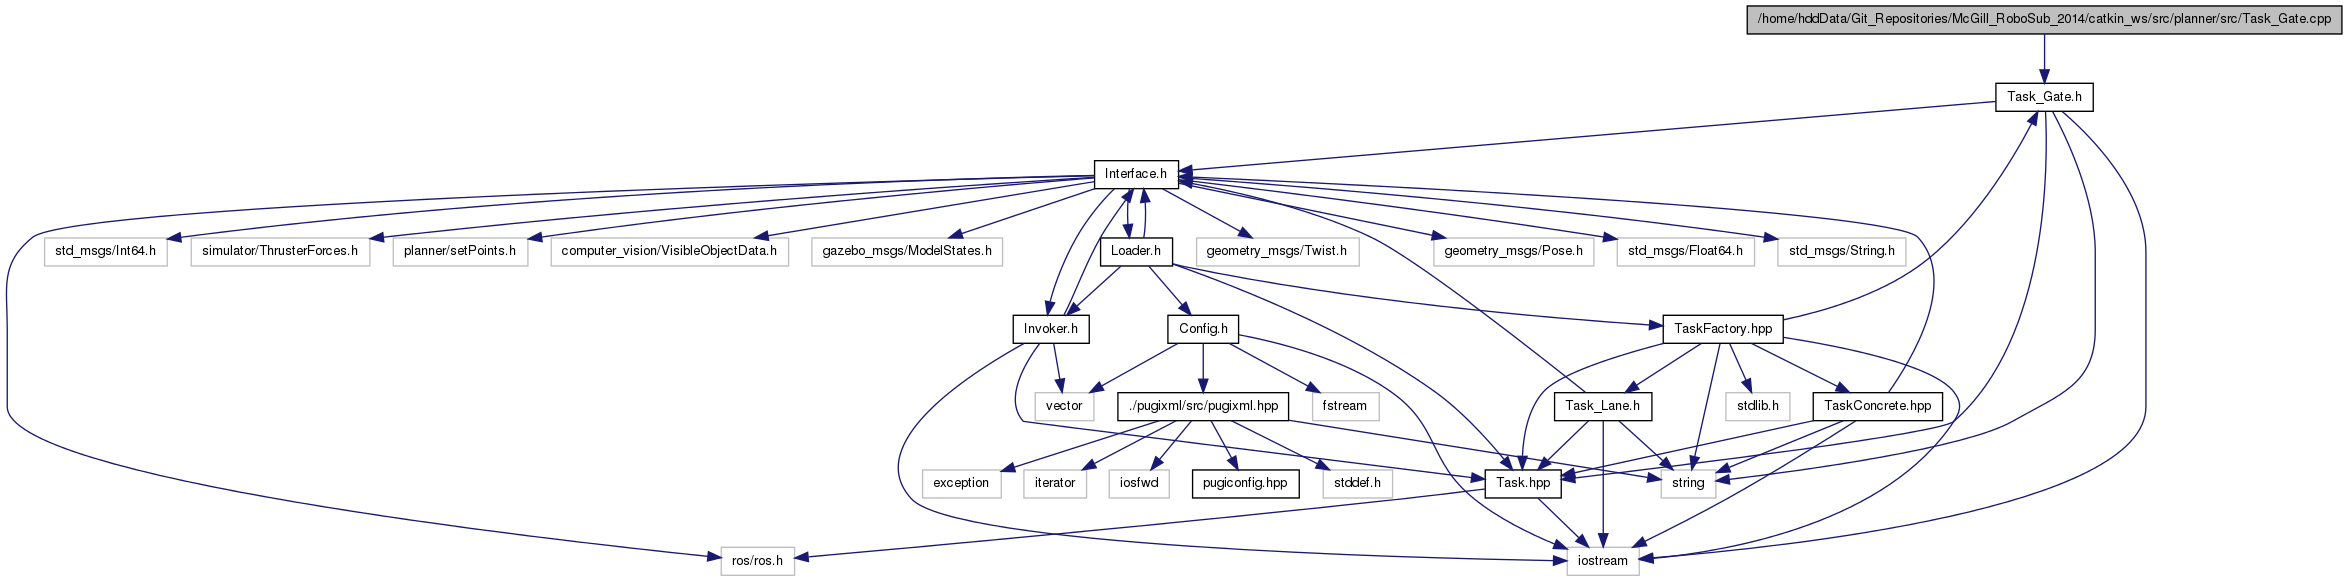 /home/hddData/Git_Repositories/McGill_RoboSub_2014/catkin_ws/src/planner/src/Task_Gate.cpp
Task_Gate.h
Interface.h
std_msgs/Int64.h
simulator/ThrusterForces.h
planner/setPoints.h
computer_vision/VisibleObjectData.h
gazebo_msgs/ModelStates.h
Loader.h
geometry_msgs/Twist.h
geometry_msgs/Pose.h
std_msgs/Float64.h
std_msgs/String.h
Invoker.h
Config.h
TaskFactory.hpp
vector
./pugixml/src/pugixml.hpp
fstream
Task_Lane.h
stdlib.h
TaskConcrete.hpp
exception
iterator
iosfwd
pugiconfig.hpp
stddef.h
Task.hpp
string
ros/ros.h
iostream